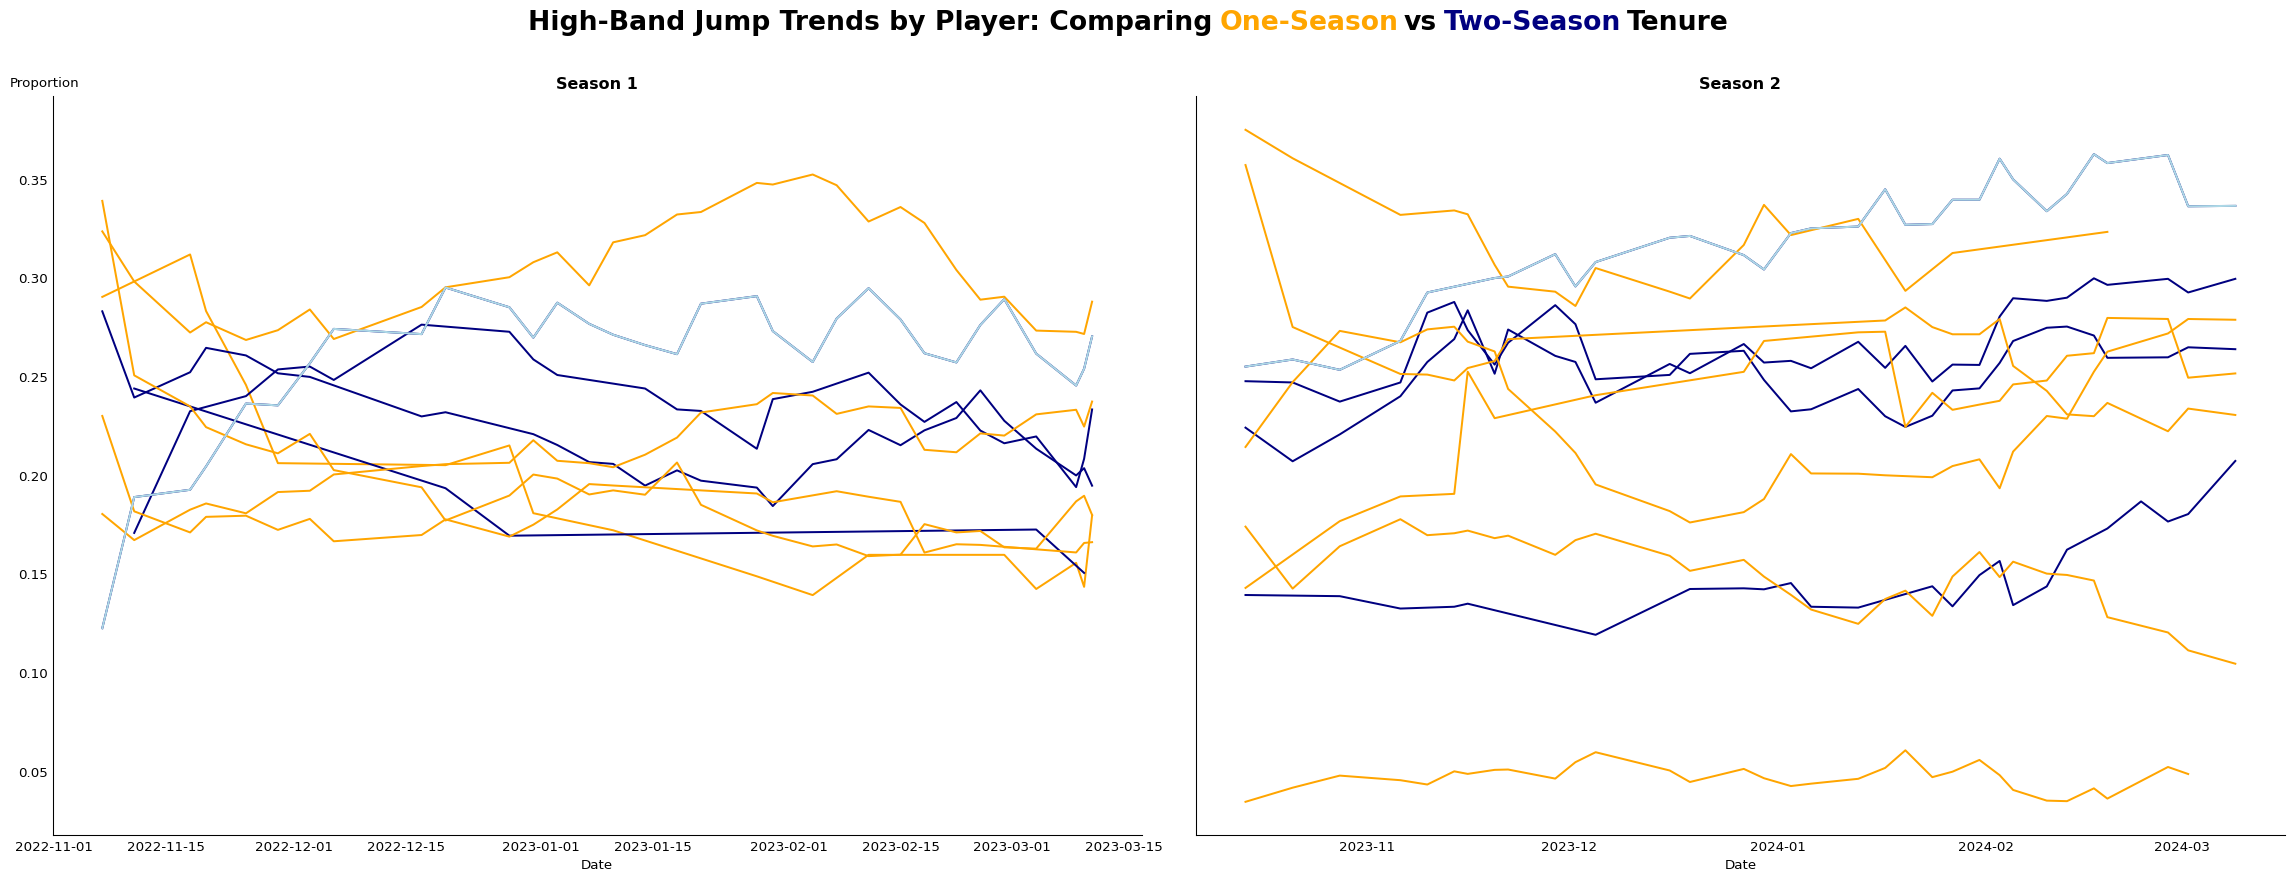 High-Band Jump Trends by Player: Comparing One-Season vs Two-Season Tenure
Proportion
Season 1
Season 2
0.35
0.30
0.25
0.20
0.15
0.10
0.05
2022-11-01 2022-11-15 2022-12-01 2022-12-15 2023-01-01 2023-01-15 2023-02-01 2023-02-15 2023-03-01 2023-03-15
Date
2023-11 2023-12 2024-01 2024-02 2024-03
Date